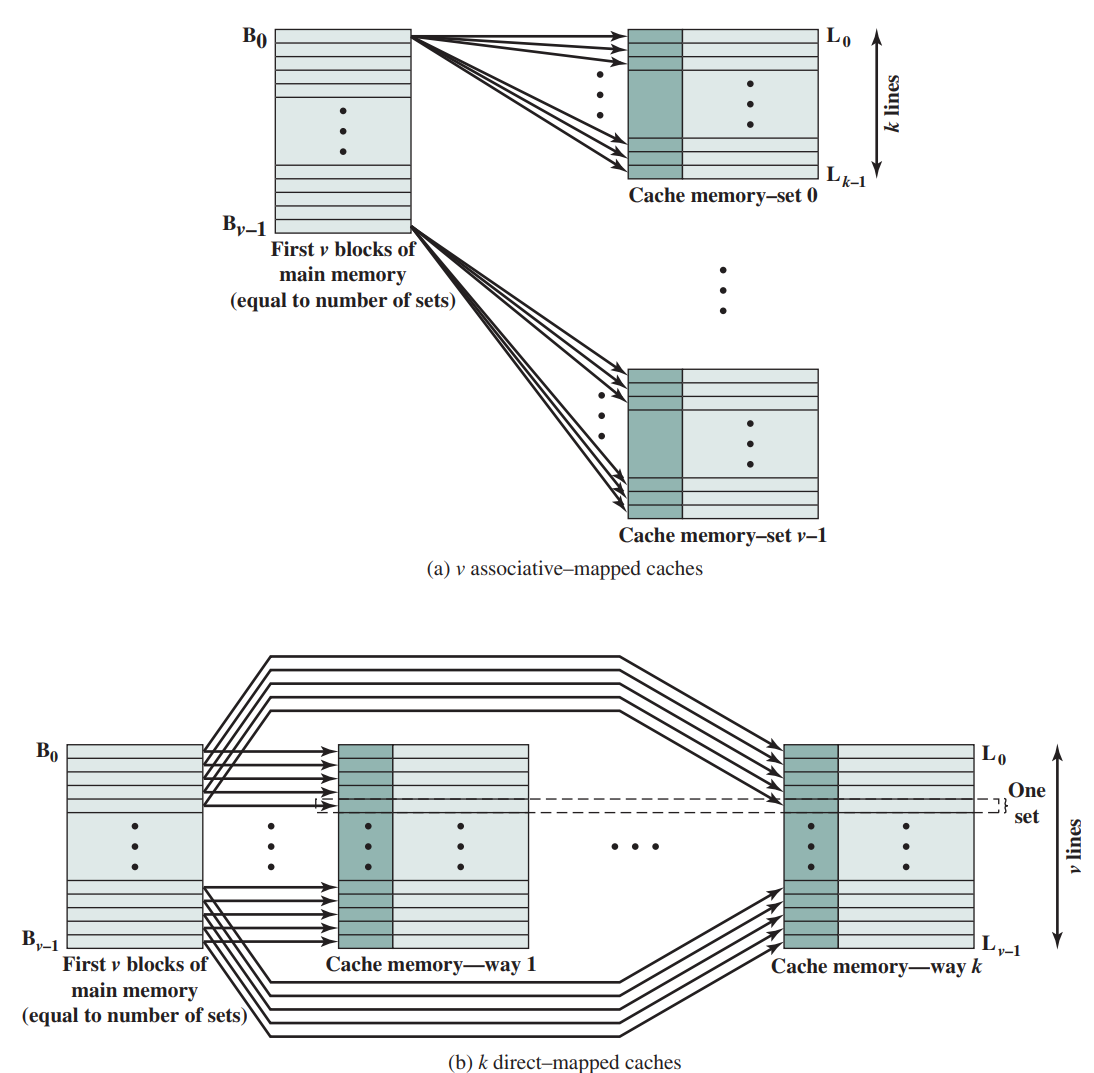 B0
L0
k lines
Lk–1
Cache memory–set 0
Bv–1
First v blocks of
main memory
(equal to number of sets)
Cache memory–set v–1
(a) v associative–mapped caches
B0
L0
One
set
v lines
Bv–1
Lv–1
First v blocks of
main memory
(equal to number of sets)
Cache memory—way 1
Cache memory—way k
(b) k direct–mapped caches